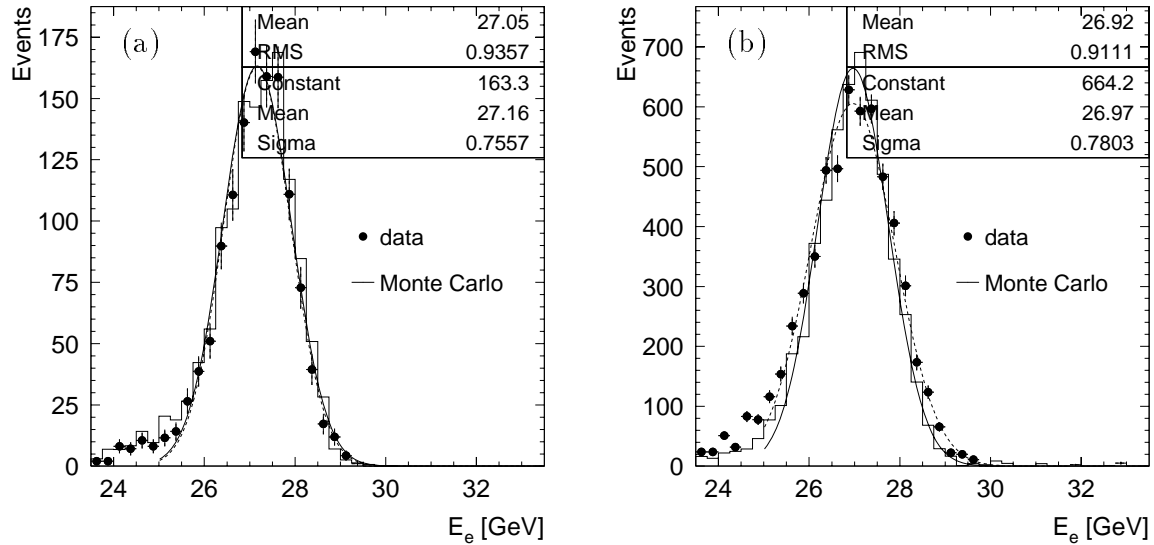 Events
(a)
Mean 27.05
RMS 0.9357
Constant 163.3
Mean 27.16
Sigma 0.7557
175
150
125
100
75
50
25
0
data
Monte Carlo
24 26 28 30 32
E_e [GeV]
Events
(b)
Mean 26.92
RMS 0.9111
Constant 664.2
Mean 26.97
Sigma 0.7803
700
600
500
400
300
200
100
0
data
Monte Carlo
24 26 28 30 32
E_e [GeV]